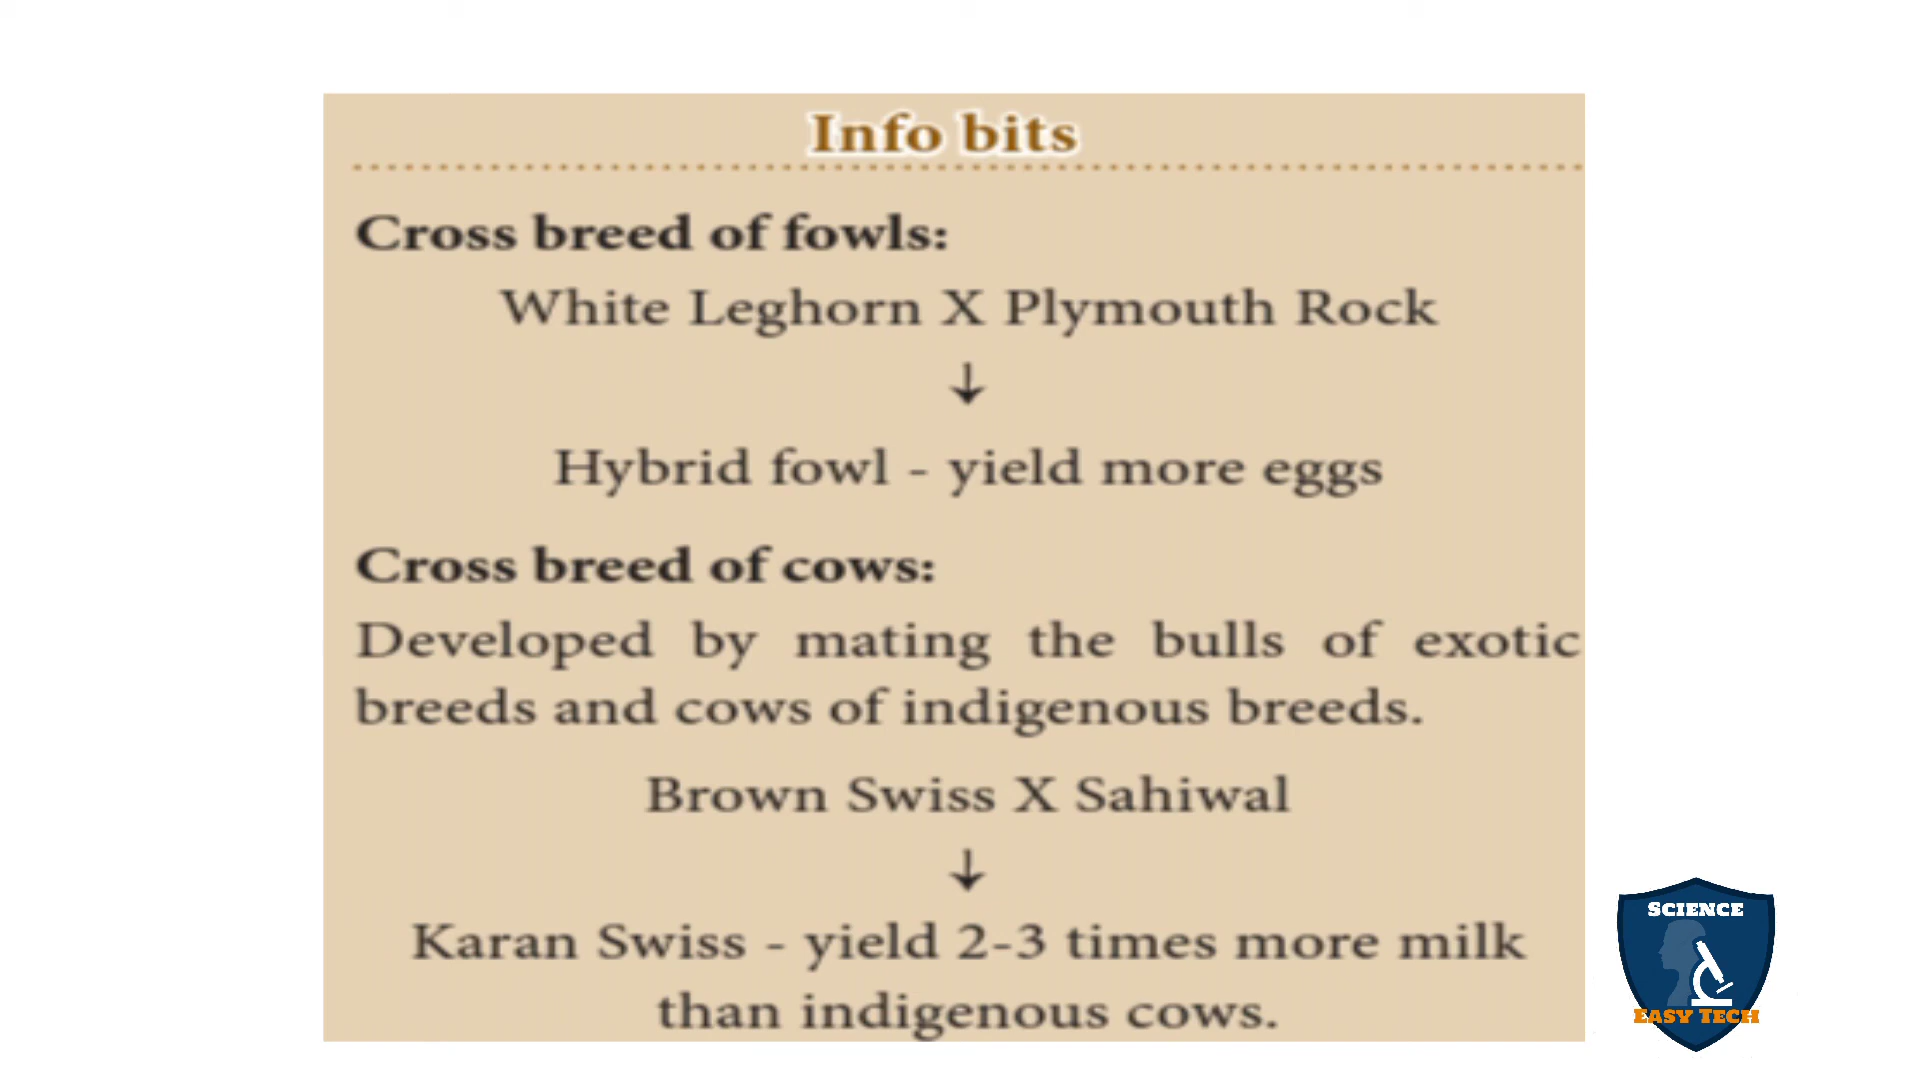 Info bits
Cross breed of fowls:
White Leghorn X Plymouth Rock
↓
Hybrid fowl - yield more eggs
Cross breed of cows:
Developed by mating the bulls of exotic
breeds and cows of indigenous breeds.
Brown Swiss X Sahiwal
↓
Karan Swiss - yield 2-3 times more milk
than indigenous cows.
SCIENCE
EASY TECH